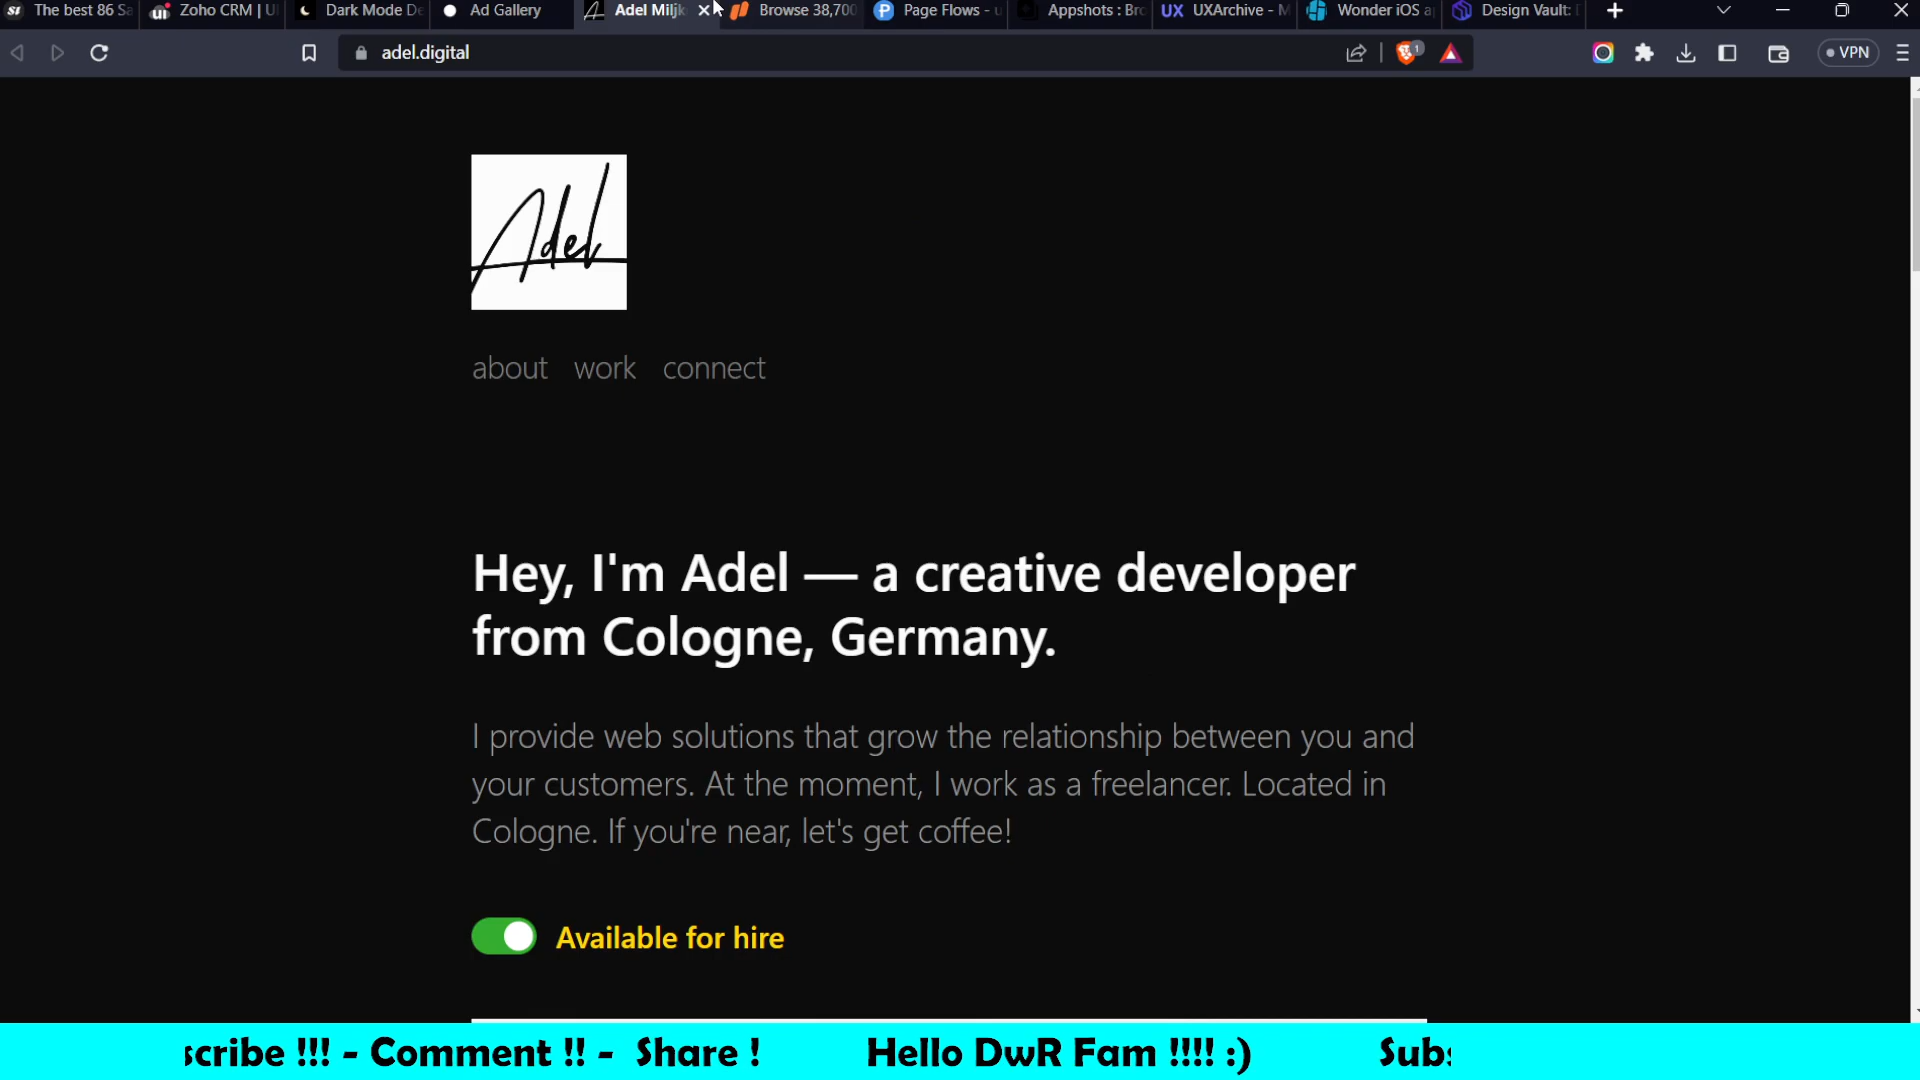 The best 86 Sa
Zoho CRM | U
Dark Mode De
Ad Gallery
Adel Miljk
Browse 38,700
Page Flows - u
Appshots : Bro
UXArchive - M
Wonder iOS a
Design Vault:
adel.digital
1
VPN
Adel
about work connect
Hey, I'm Adel — a creative developer
from Cologne, Germany.
I provide web solutions that grow the relationship between you and
your customers. At the moment, I work as a freelancer. Located in
Cologne. If you're near, let's get coffee!
Available for hire
scribe !!! - Comment !! - Share ! Hello DwR Fam !!!! :) Subs